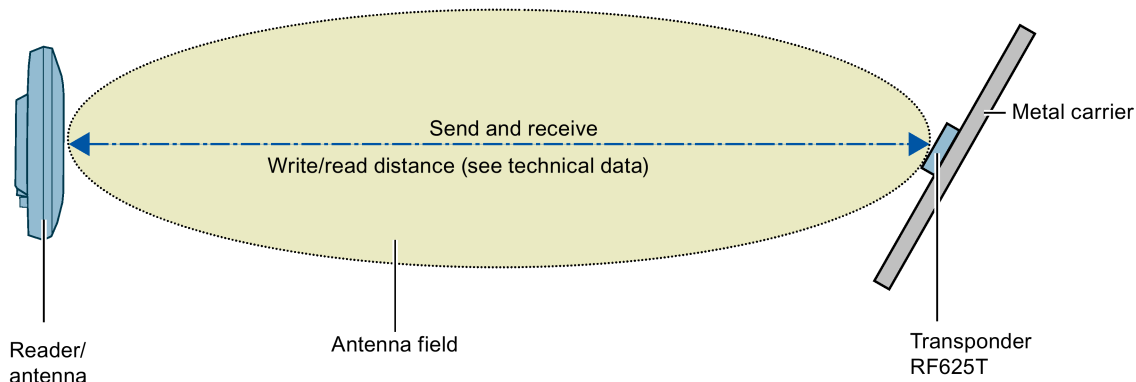 Send and receive
Write/read distance (see technical data)
Metal carrier
Antenna field
Transponder
RF625T
Reader/
antenna